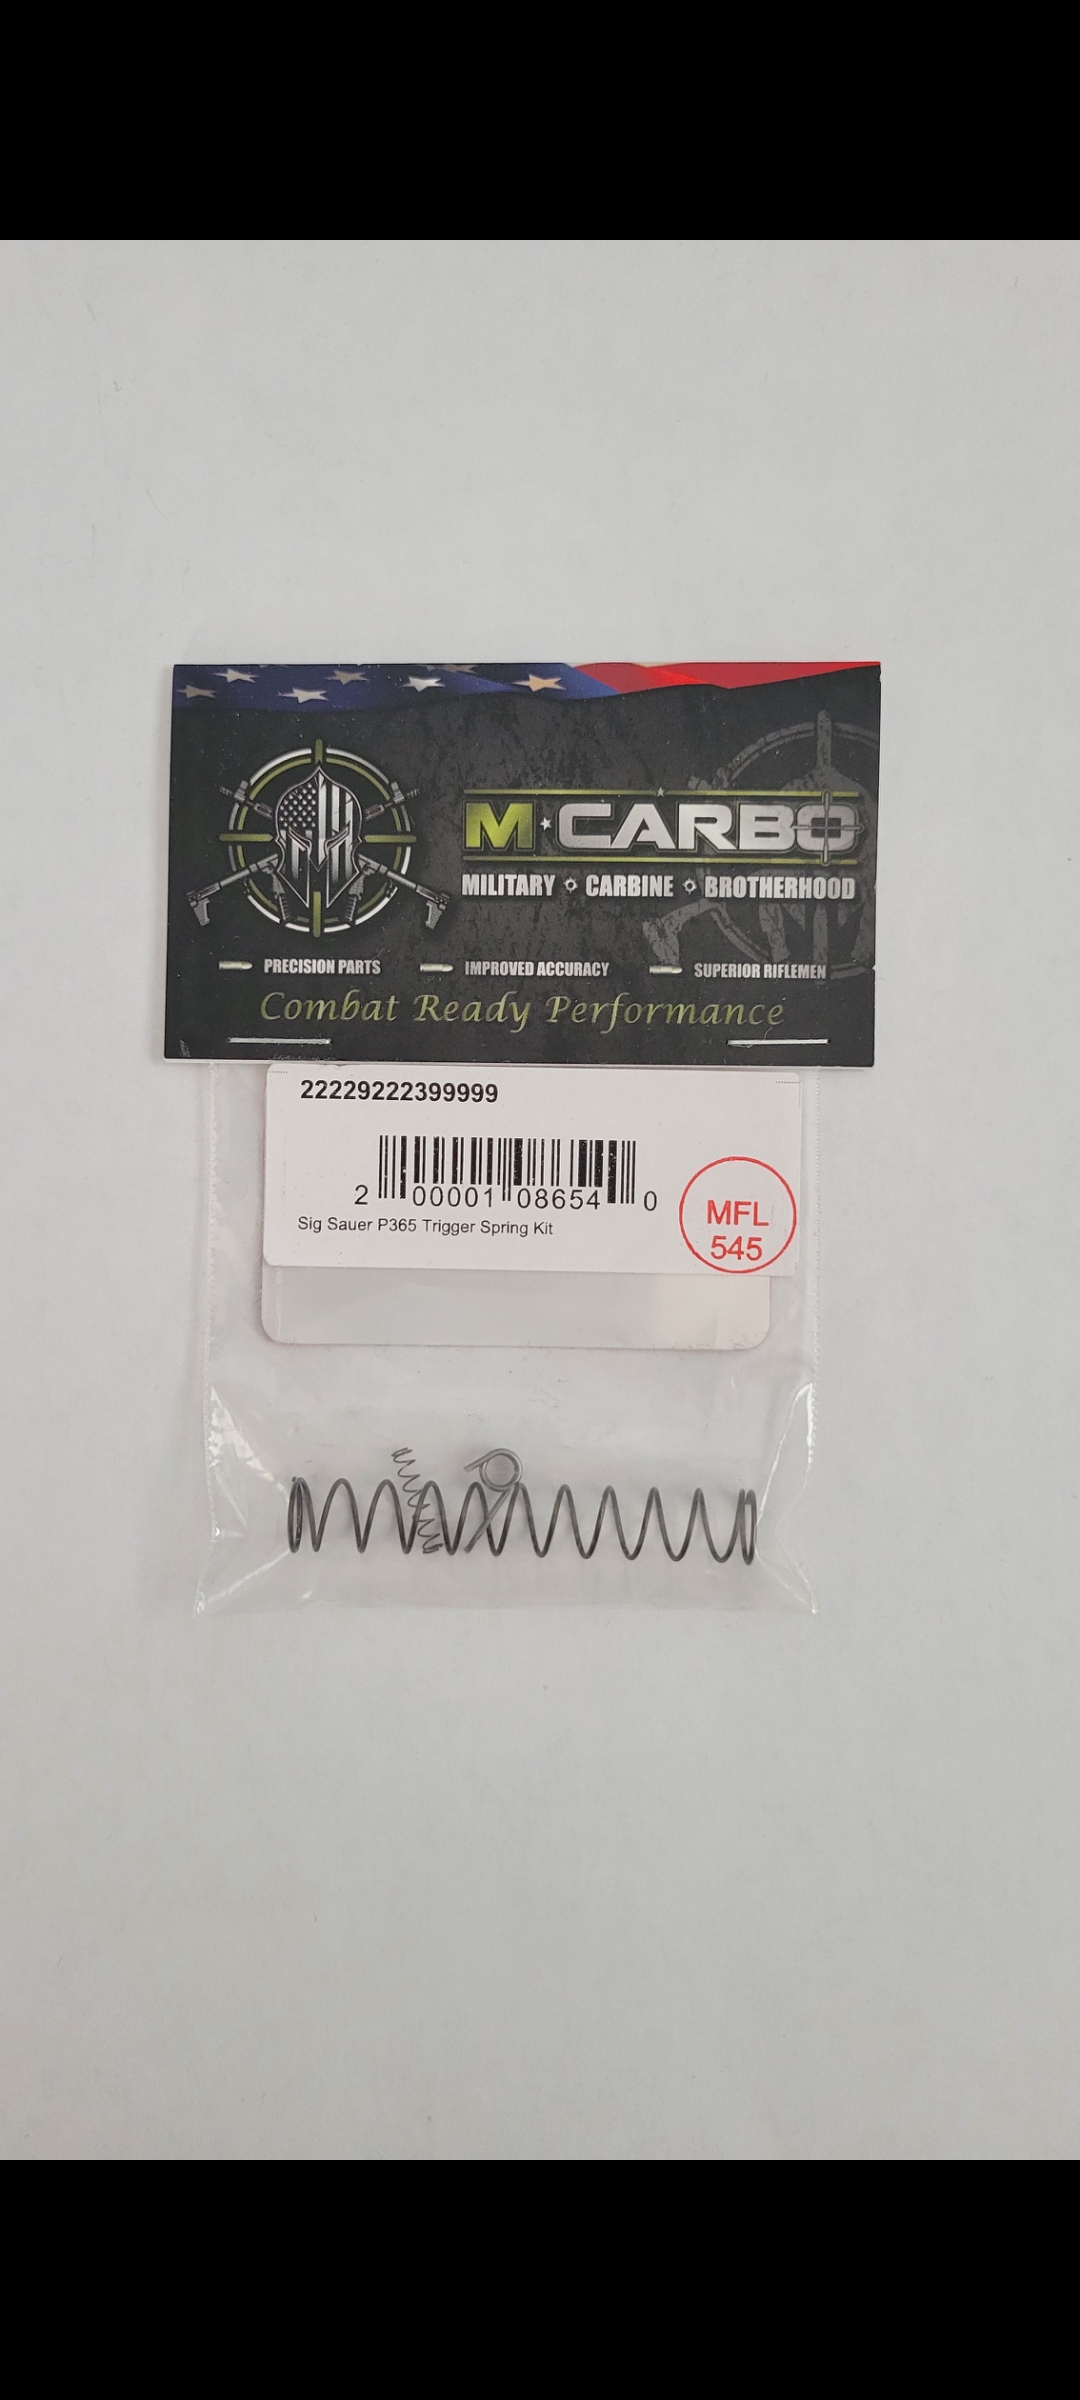 M★CARBO
MILITARY CARBINE BROTHERHOOD
PRECISION PARTS IMPROVED ACCURACY SUPERIOR RIFLEMEN
Combat Ready Performance
22229222399999
2 00001 08654 0
Sig Sauer P365 Trigger Spring Kit
MFL
545